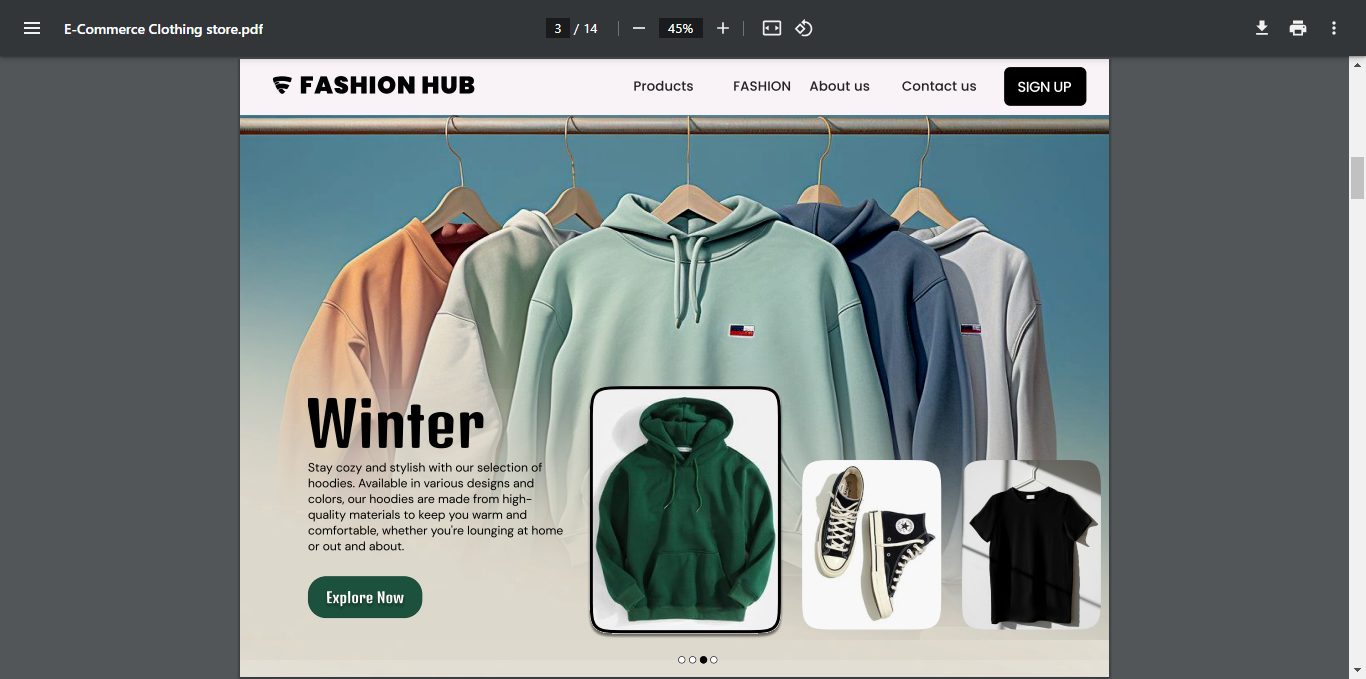 E-Commerce Clothing store.pdf
3 / 14
45%
FASHION HUB
Products FASHION About us Contact us SIGN UP
Winter
Stay cozy and stylish with our selection of
hoodies. Available in various designs and
colors, our hoodies are made from high-
quality materials to keep you warm and
comfortable, whether you're lounging at home
or out and about.
Explore Now